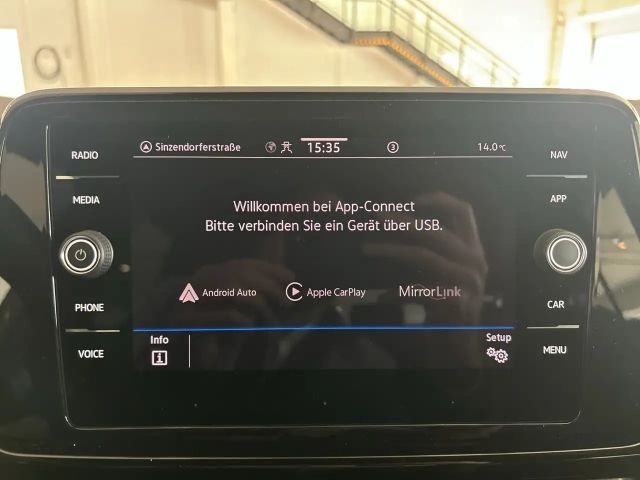 RADIO
MEDIA
PHONE
VOICE
Sinzendorferstraße 15:35 3 14.0°C
Willkommen bei App-Connect
Bitte verbinden Sie ein Gerät über USB.
Android Auto Apple CarPlay MirrorLink
Info Setup
NAV
APP
CAR
MENU